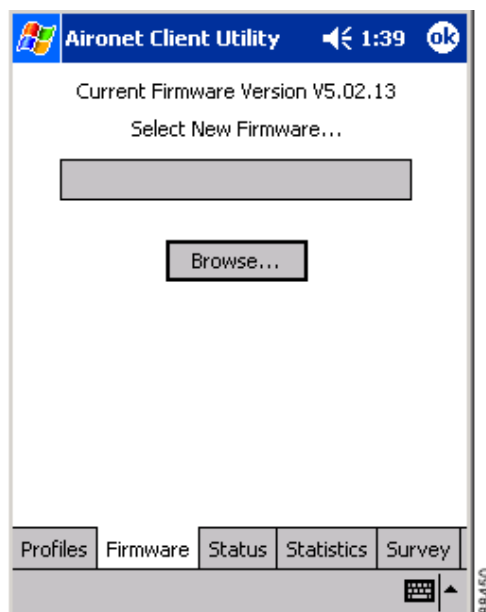 Aironet Client Utility 1:39 ok
Current Firmware Version V5.02.13
Select New Firmware...
Browse...
Profiles Firmware Status Statistics Survey
88450